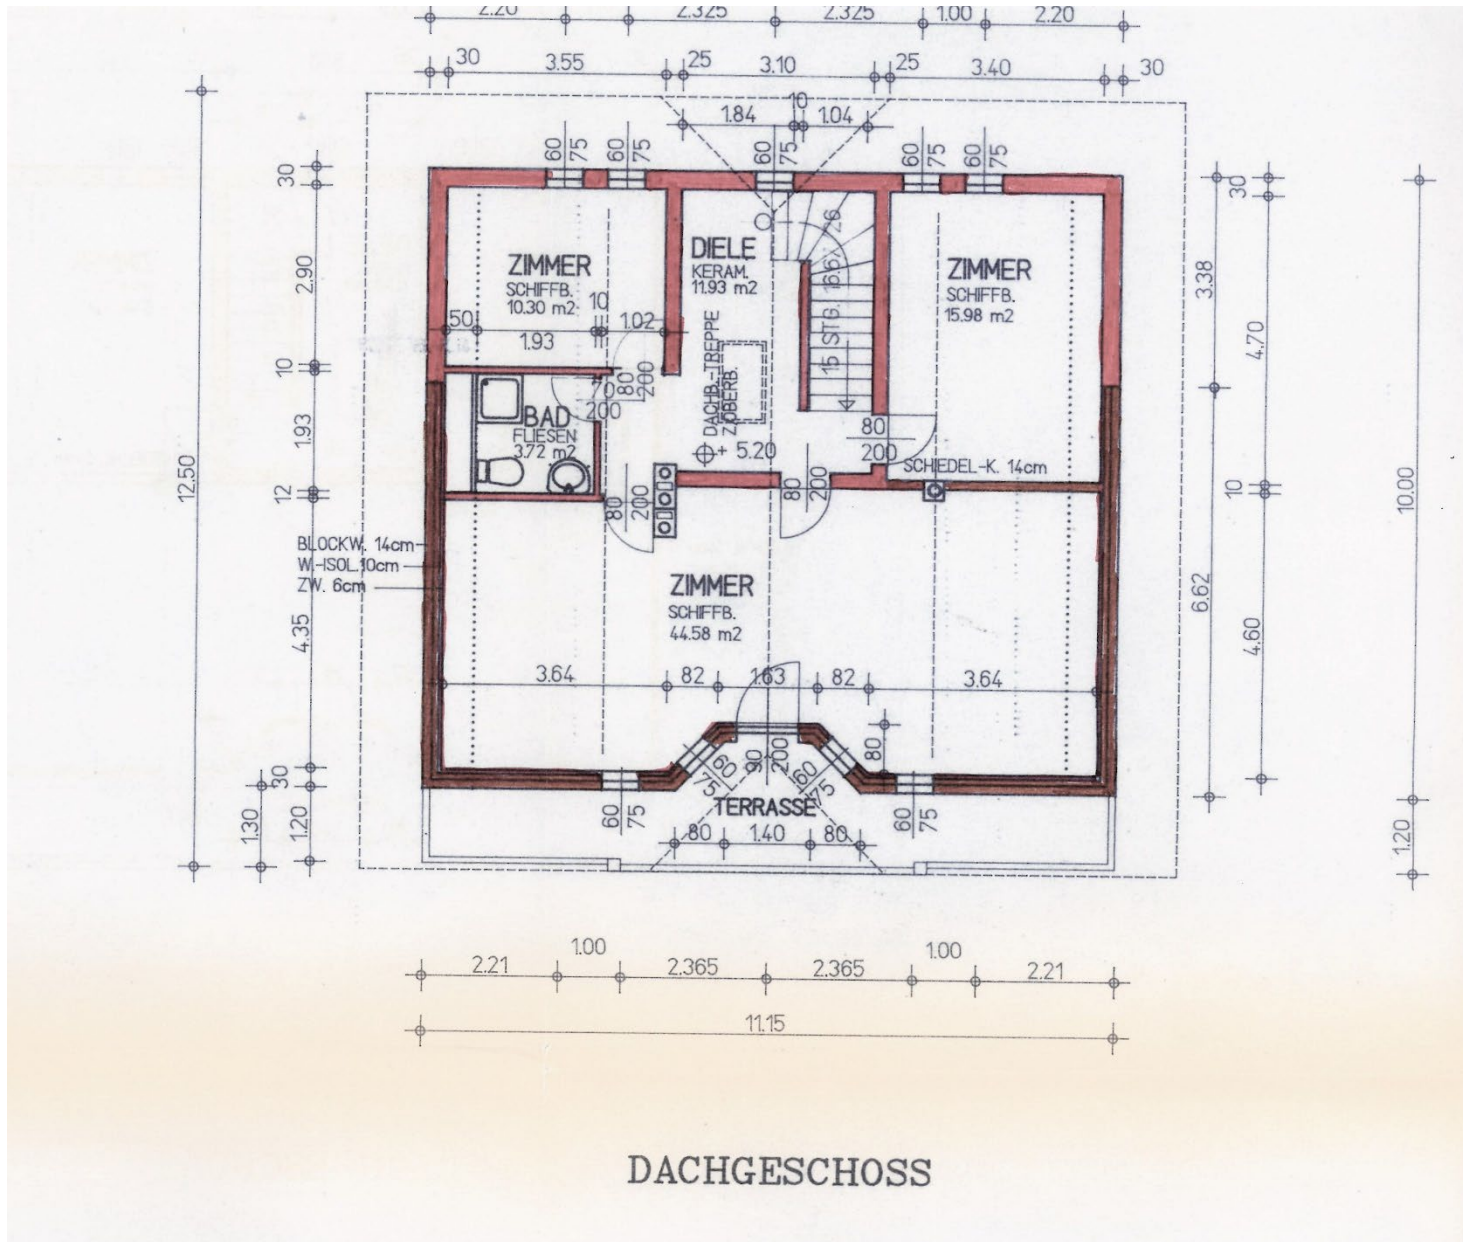 2.20 2.325 2.325 1.00 2.20
30 3.55 25 3.10 25 3.40 30
10
1.84 1.04
60 75 60 75 60 75 60 75 60 75
30
30
ZIMMER
SCHIFFB.
10.30 m2
DIELE
KERAM.
11.93 m2
ZIMMER
SCHIFFB.
15.98 m2
15 STG. 16.6/26
2.90
3.38
50 1.93 10 1.02
4.70
10.00
DACHB.-TREPPE
Z.OBERB.
10
80
200
70
200
BAD
FLIESEN
3.72 m2
1.93
12.50
+ 5.20
80
200
SCHIEDEL-K. 14cm
12
80
200
80
200
10
BLOCKW. 14cm
W.-ISOL.10cm
ZW. 6cm
ZIMMER
SCHIFFB.
44.58 m2
4.35
6.62
4.60
3.64 82 1.63 82 3.64
80
90
200
60
75
60
75
30
TERRASSE
60
75
60
75
1.30
1.20
80 1.40 80
1.20
1.00 1.00
2.21 2.365 2.365 2.21
11.15
DACHGESCHOSS